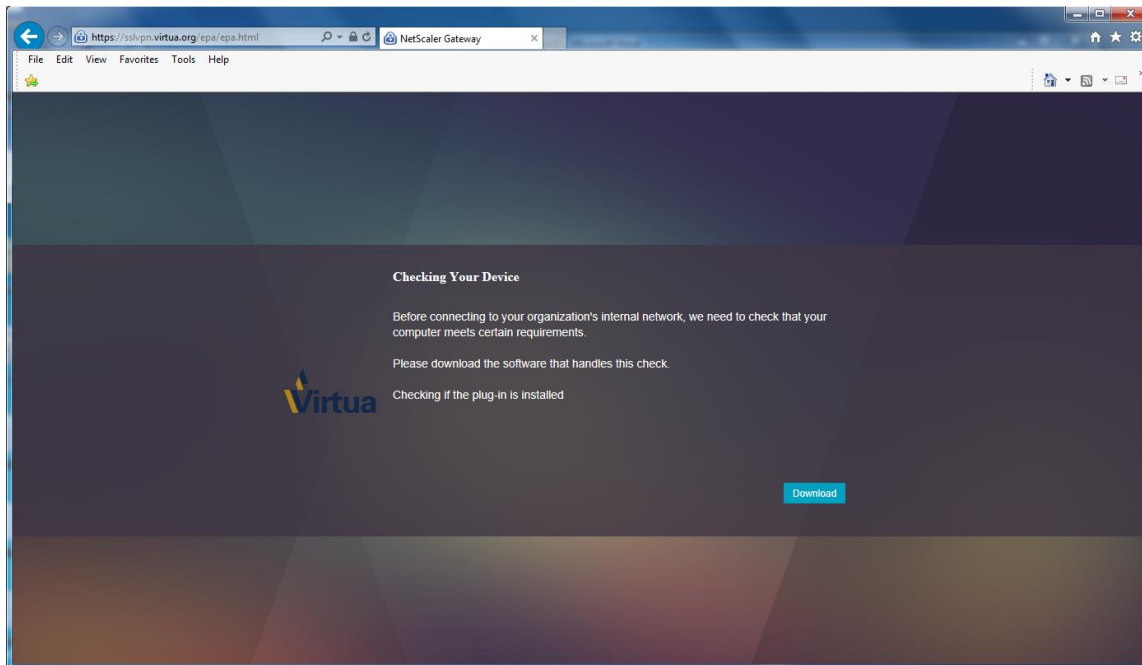 https://sslvpn.virtua.org/epa/epa.html
NetScaler Gateway
File Edit View Favorites Tools Help
Checking Your Device
Before connecting to your organization's internal network, we need to check that your
computer meets certain requirements.
Please download the software that handles this check.
Virtua
Checking if the plug-in is installed
Download